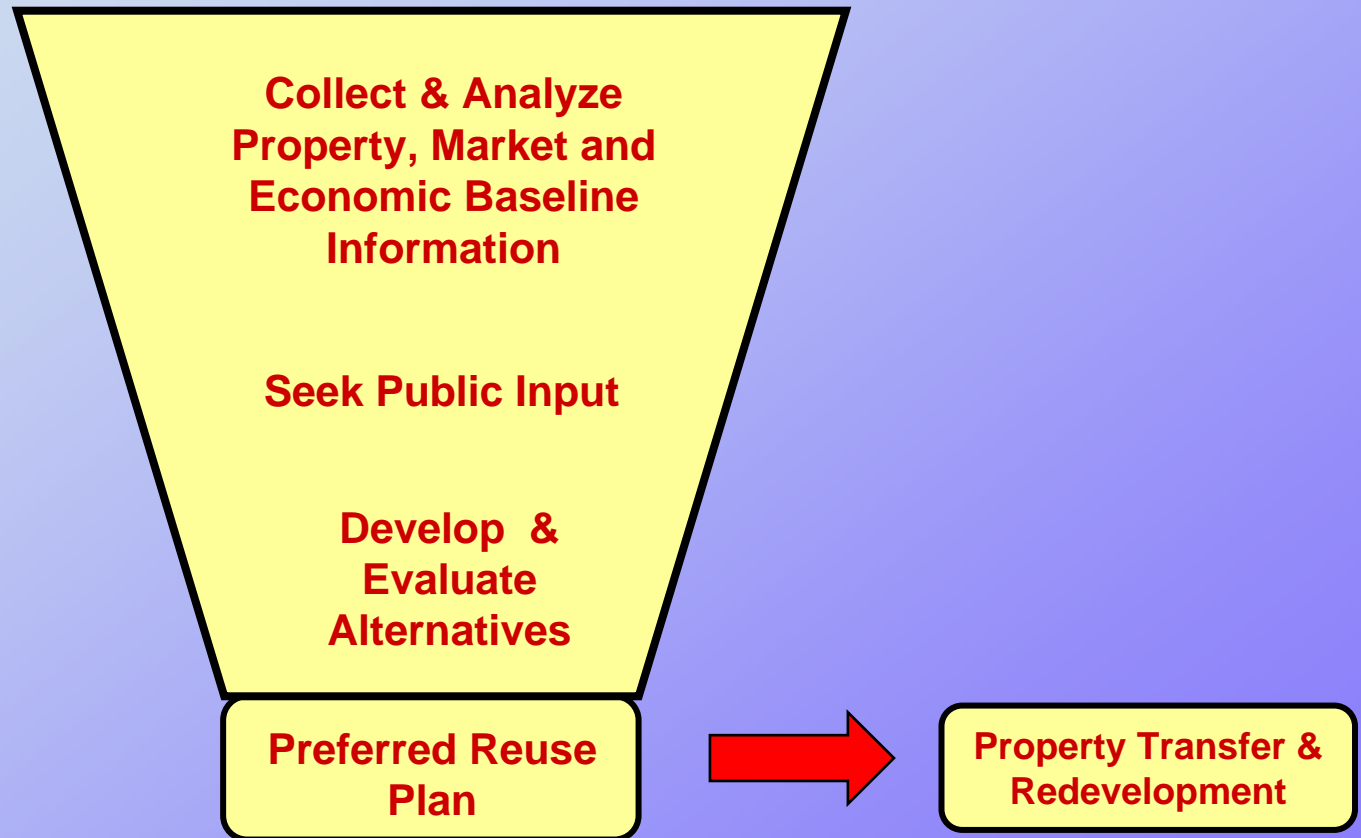 Collect & Analyze
Property, Market and
Economic Baseline
Information
Seek Public Input
Develop  &
Evaluate
Alternatives
Preferred Reuse
Plan
Property Transfer &
Redevelopment